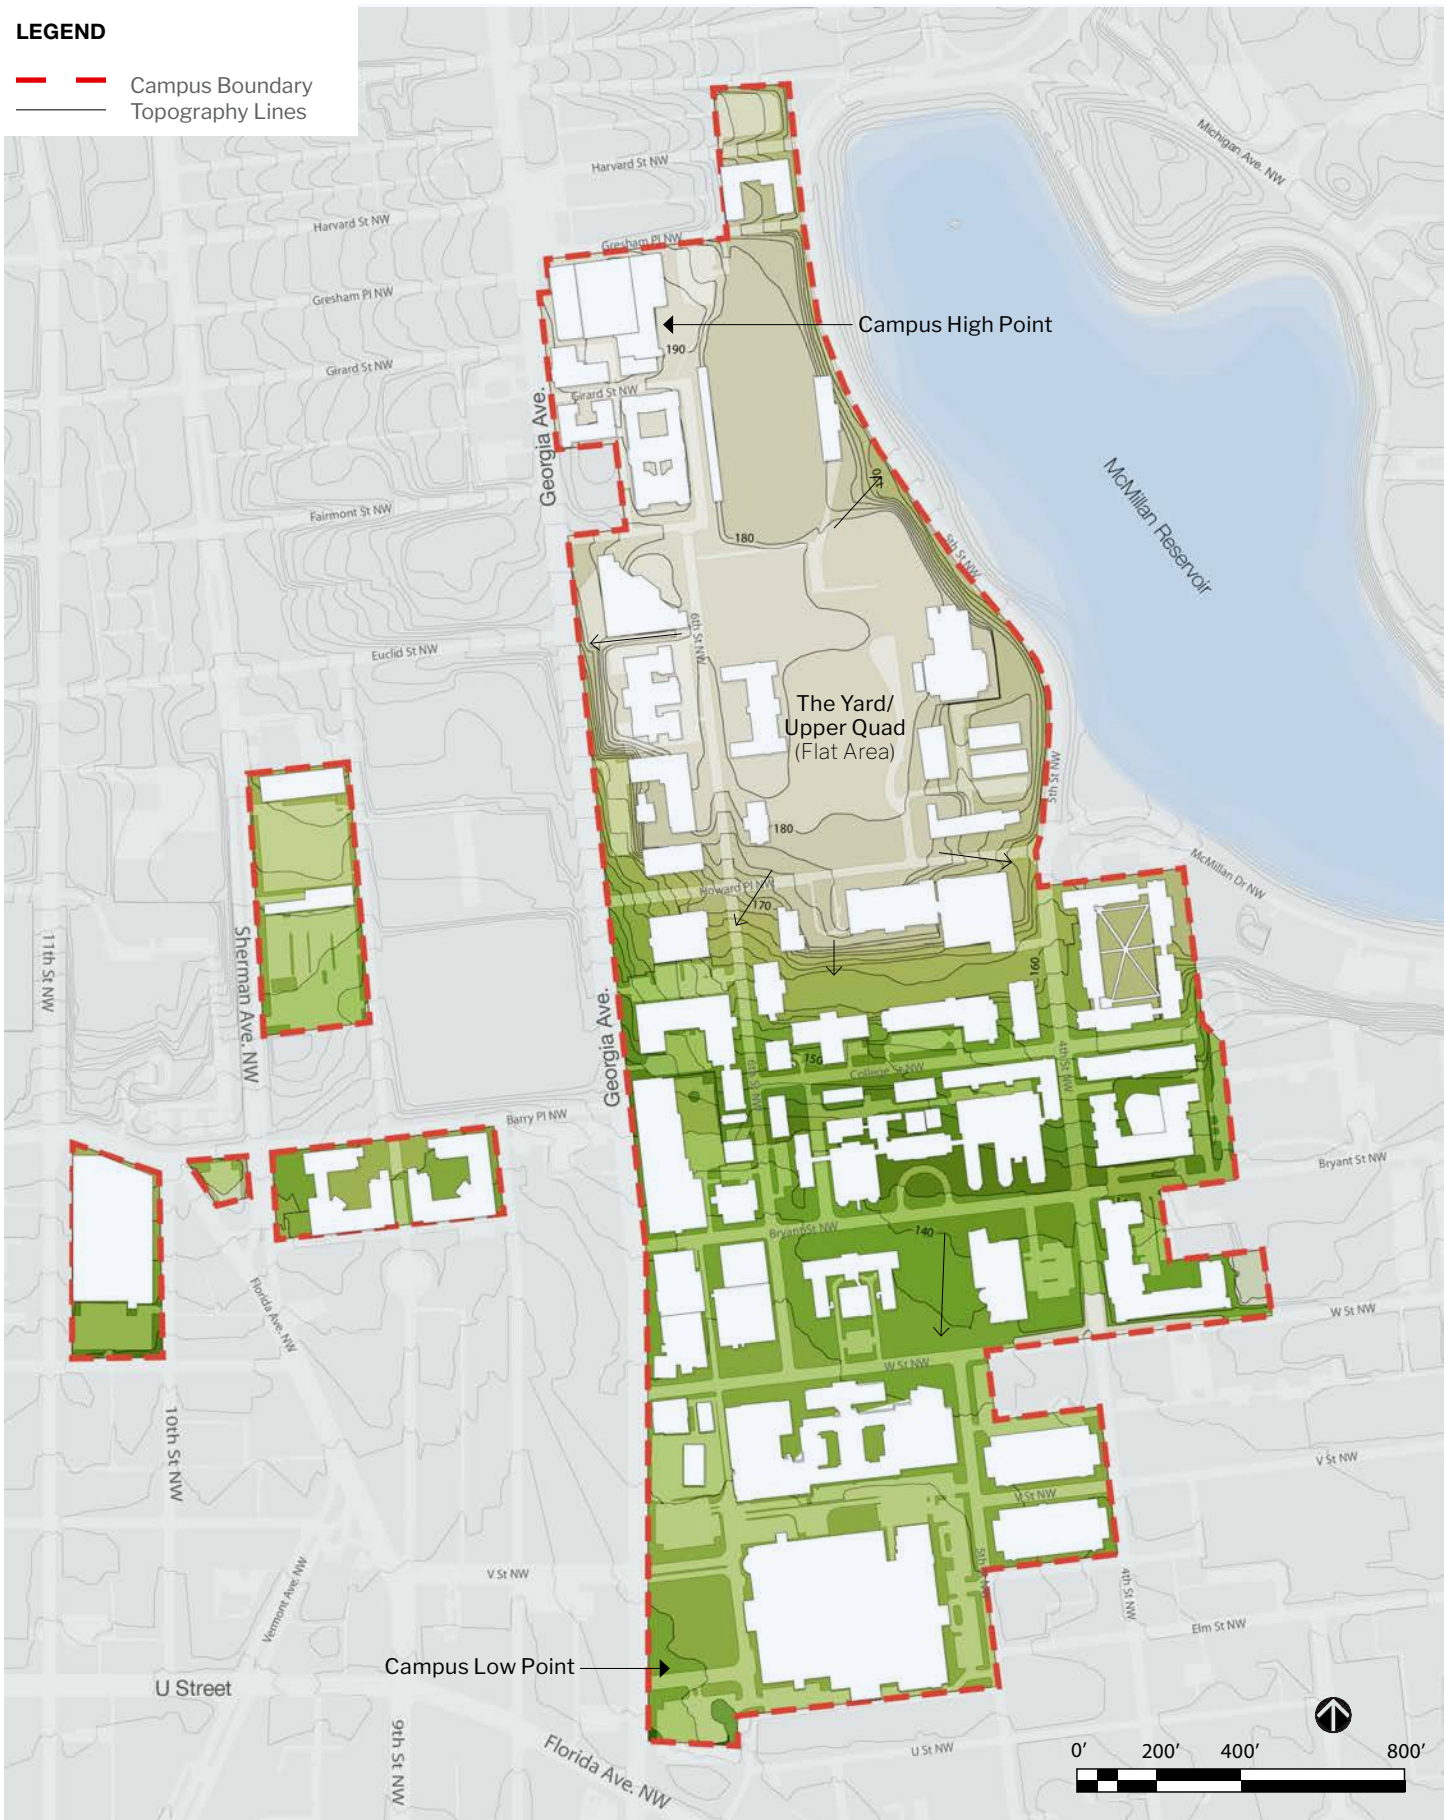 LEGEND
Campus Boundary
Topography Lines
Michigan Ave. NW
Harvard St NW
Harvard St NW
Gresham Pl NW
Gresham Pl NW
Campus High Point
190
Girard St NW
Girard St NW
Georgia Ave.
McMillan Reservoir
Fairmont St NW
180
5th St NW
6th St NW
Euclid St NW
The Yard/
Upper Quad
(Flat Area)
5th St NW
180
McMillan Dr NW
Howard Pl NW
170
11th St NW
Sherman Ave. NW
160
Georgia Ave.
150
College St NW
4th St NW
6th St NW
Barry Pl NW
Bryant St NW
Bryant St NW
140
Florida Ave. NW
W St NW
W St NW
10th St NW
V St NW
V St NW
V St NW
Vermont Ave. NW
5th St NW
4th St NW
Elm St NW
Campus Low Point
U Street
9th St NW
Florida Ave. NW
U St NW
0’ 200’ 400’ 800’